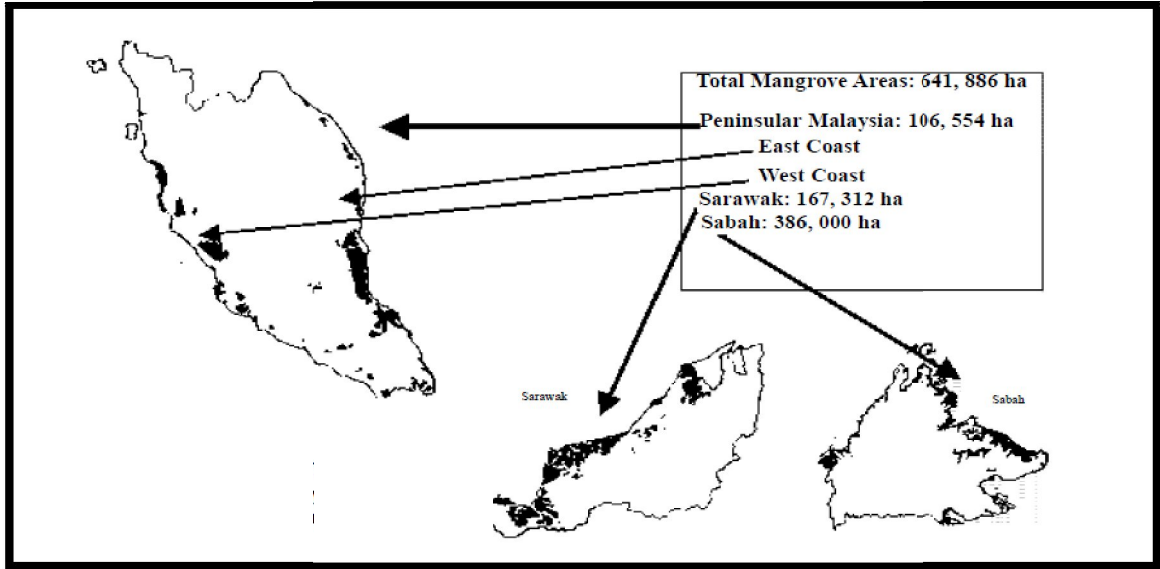 Total Mangrove Areas: 641, 886 ha
Peninsular Malaysia: 106, 554 ha
East Coast
West Coast
Sarawak: 167, 312 ha
Sabah: 386, 000 ha
Sarawak
Sabah